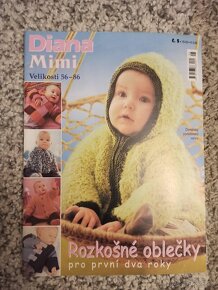 Diana
Mimi
Velikosti 56-86
Rozkošné oblečky
pro první dva roky